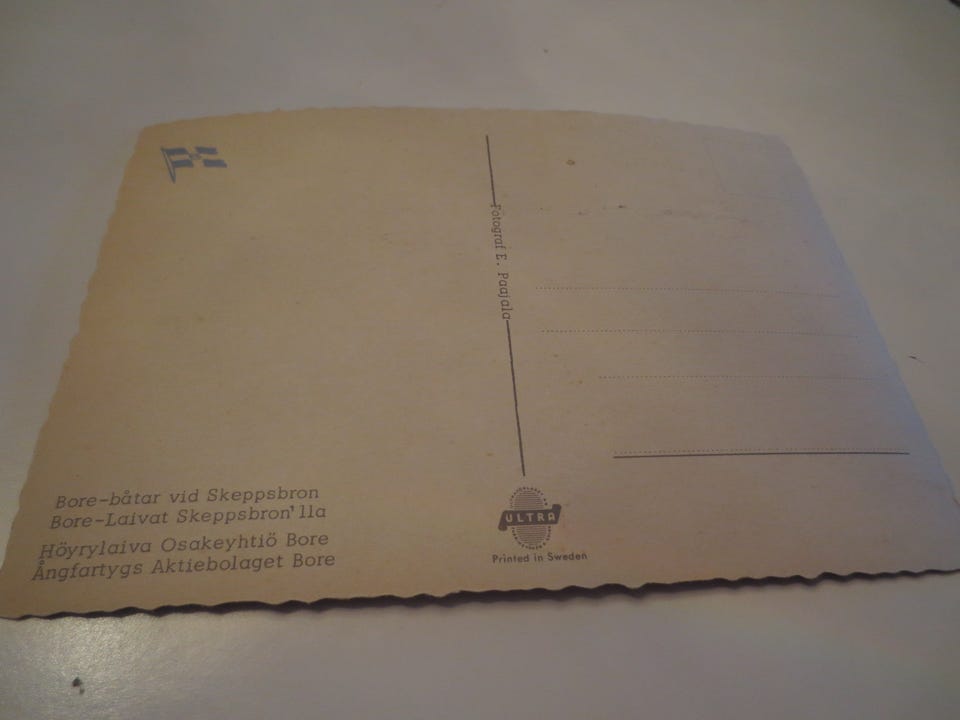 Fotograf E. Paajala
Bore-båtar vid Skeppsbron
Bore-Laivat Skeppsbron'lla
Höyrylaiva Osakeyhtiö Bore
Ångfartygs Aktiebolaget Bore
ULTRA
Printed in Sweden